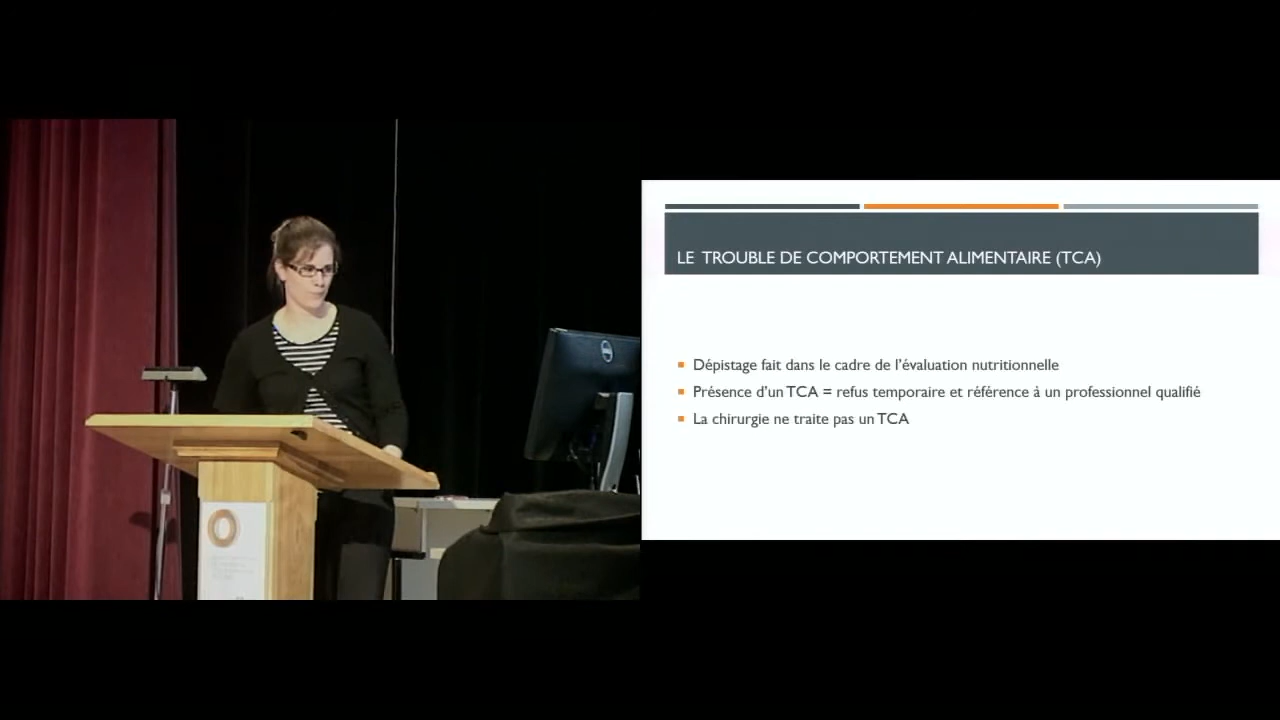 LE TROUBLE DE COMPORTEMENT ALIMENTAIRE (TCA)
Dépistage fait dans le cadre de l'évaluation nutritionnelle
Présence d'un TCA = refus temporaire et référence à un professionnel qualifié
La chirurgie ne traite pas un TCA
DELL